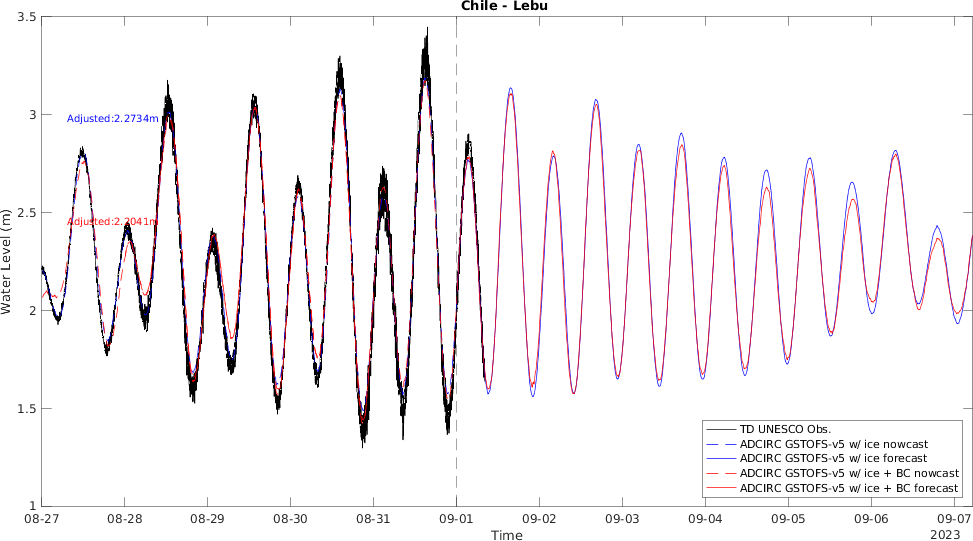 Chile - Lebu
3.5
3
2.5
2
1.5
1
Water Level (m)
Adjusted:2.2734m
Adjusted:2.2041m
TD UNESCO Obs.
ADCIRC GSTOFS-v5 w/ ice nowcast
ADCIRC GSTOFS-v5 w/ ice forecast
ADCIRC GSTOFS-v5 w/ ice + BC nowcast
ADCIRC GSTOFS-v5 w/ ice + BC forecast
08-27 08-28 08-29 08-30 08-31 09-01 09-02 09-03 09-04 09-05 09-06 09-07
Time
2023